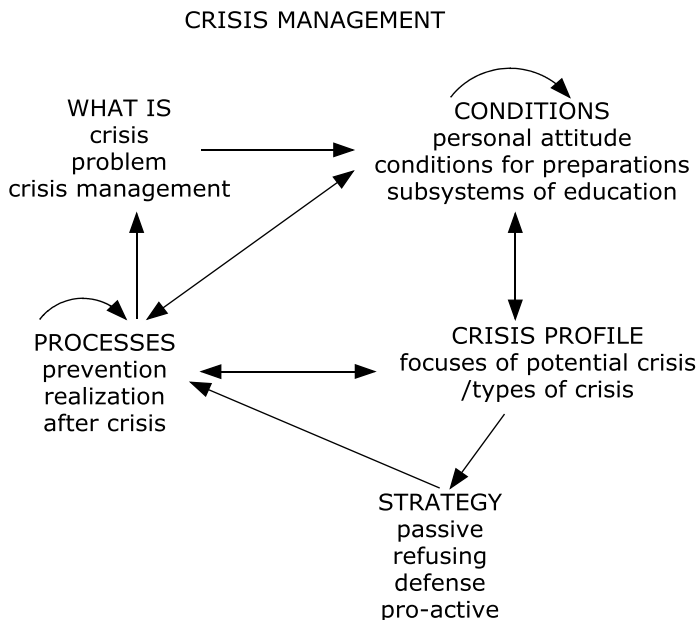 CRISIS MANAGEMENT
WHAT IS
crisis
problem
crisis management
CONDITIONS
personal attitude
conditions for preparations
subsystems of education
PROCESSES
prevention
realization
after crisis
CRISIS PROFILE
focuses of potential crisis
/types of crisis
STRATEGY
passive
refusing
defense
pro-active